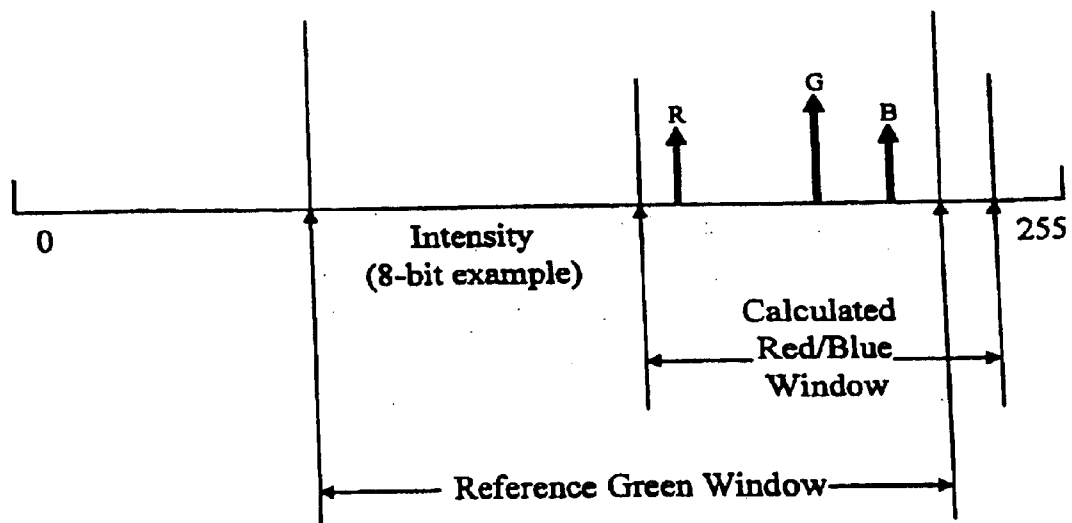 G
R
B
0
255
Intensity
(8-bit example)
Calculated
Red/Blue
Window
Reference Green Window